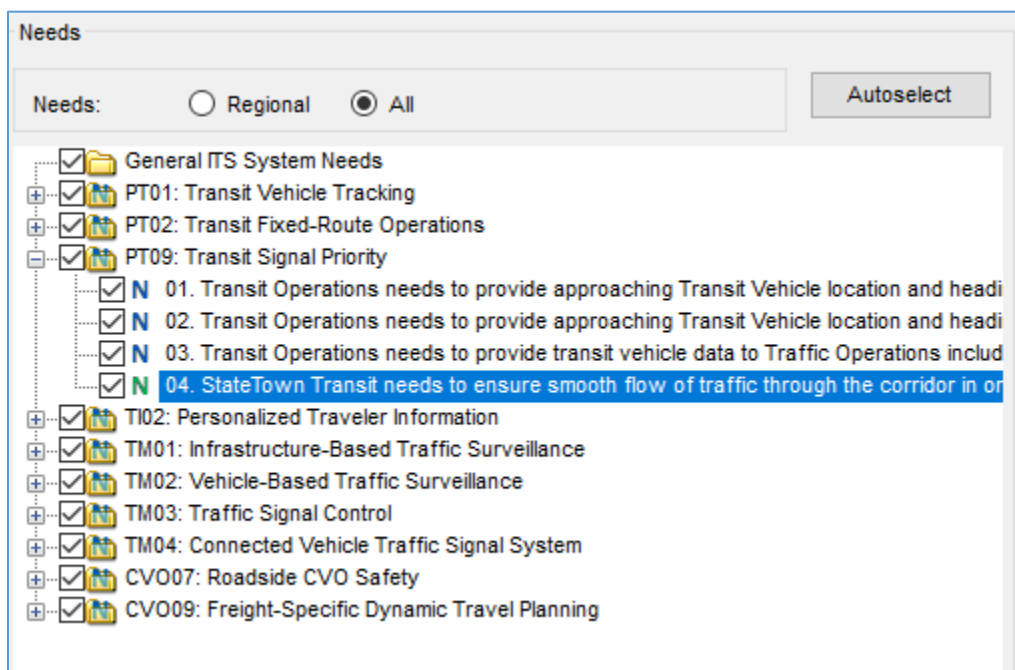 Needs
Needs: Regional All Autoselect
General ITS System Needs
PT01: Transit Vehicle Tracking
PT02: Transit Fixed-Route Operations
PT09: Transit Signal Priority
N 01. Transit Operations needs to provide approaching Transit Vehicle location and headi
N 02. Transit Operations needs to provide approaching Transit Vehicle location and headi
N 03. Transit Operations needs to provide transit vehicle data to Traffic Operations includ
N 04. StateTown Transit needs to ensure smooth flow of traffic through the corridor in or
TI02: Personalized Traveler Information
TM01: Infrastructure-Based Traffic Surveillance
TM02: Vehicle-Based Traffic Surveillance
TM03: Traffic Signal Control
TM04: Connected Vehicle Traffic Signal System
CVO07: Roadside CVO Safety
CVO09: Freight-Specific Dynamic Travel Planning